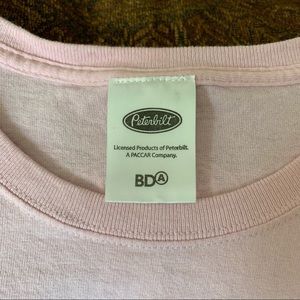 Peterbilt
Licensed Products of Peterbilt.
A PACCAR Company.
BDA